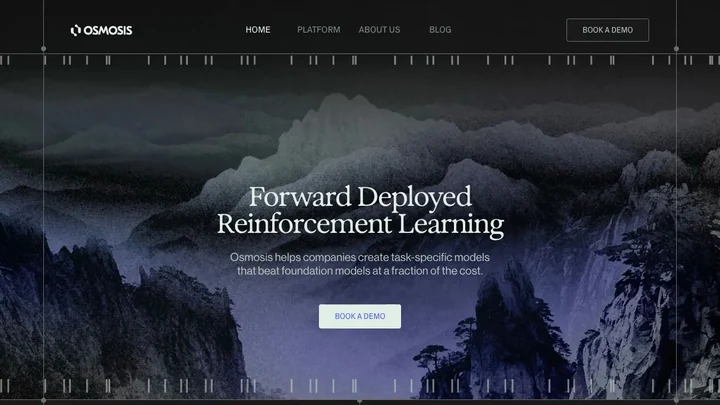 OSMOSIS
HOME
PLATFORM
ABOUT US
BLOG
BOOK A DEMO
Forward Deployed
Reinforcement Learning
Osmosis helps companies create task-specific models
that beat foundation models at a fraction of the cost.
BOOK A DEMO